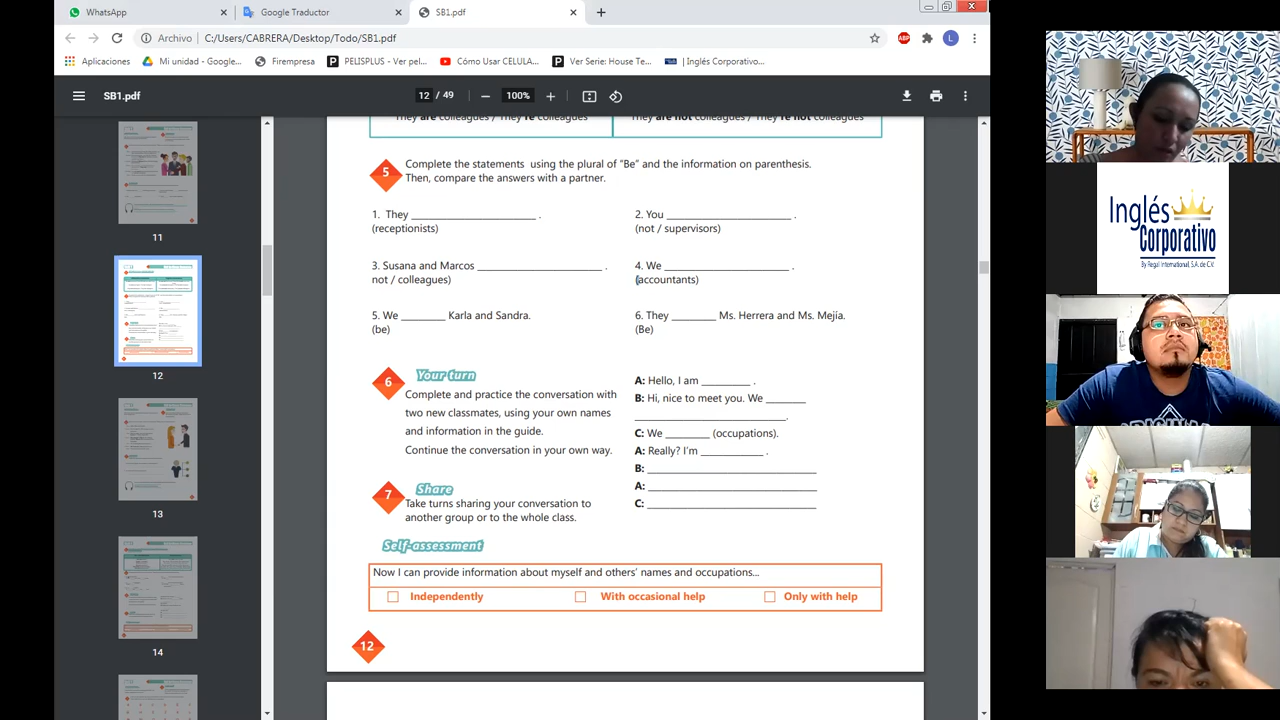 WhatsApp
Google Traductor
SB1.pdf
Archivo
C:/Users/CABRERA/Desktop/Todo/SB1.pdf
ABP
L
Aplicaciones
Mi unidad - Google...
Firempresa
PELISPLUS - Ver pel...
Cómo Usar CELULA...
Ver Serie: House Te...
| Inglés Corporativo...
SB1.pdf
12 / 49
100%
11
12
13
14
They are colleagues / They're colleagues
They are not colleagues / They're not colleagues
5
Complete the statements using the plural of "Be" and the information on parenthesis.
Then, compare the answers with a partner.
1. They ______________________ .
(receptionists)
2. You ______________________ .
(not / supervisors)
3. Susana and Marcos ______________________ .
not / colleagues)
4. We ______________________ .
(accountants)
5. We ________ Karla and Sandra.
(be)
6. They ________ Ms. Herrera and Ms. Mejia.
(Be)
6
Your turn
Complete and practice the conversation with
two new classmates, using your own names
and information in the guide.
Continue the conversation in your own way.
7
Share
Take turns sharing your conversation to
another group or to the whole class.
A: Hello, I am _________ .
B: Hi, nice to meet you. We _______
___________________________.
C: We ________ (occupations).
A: Really? I'm ___________ .
B: ______________________________
A: ______________________________
C: ______________________________
Self-assessment
Now I can provide information about myself and others' names and occupations...
Independently
With occasional help
Only with help
12
Inglés
Corporativo
By Regal International, S.A. de C.V.